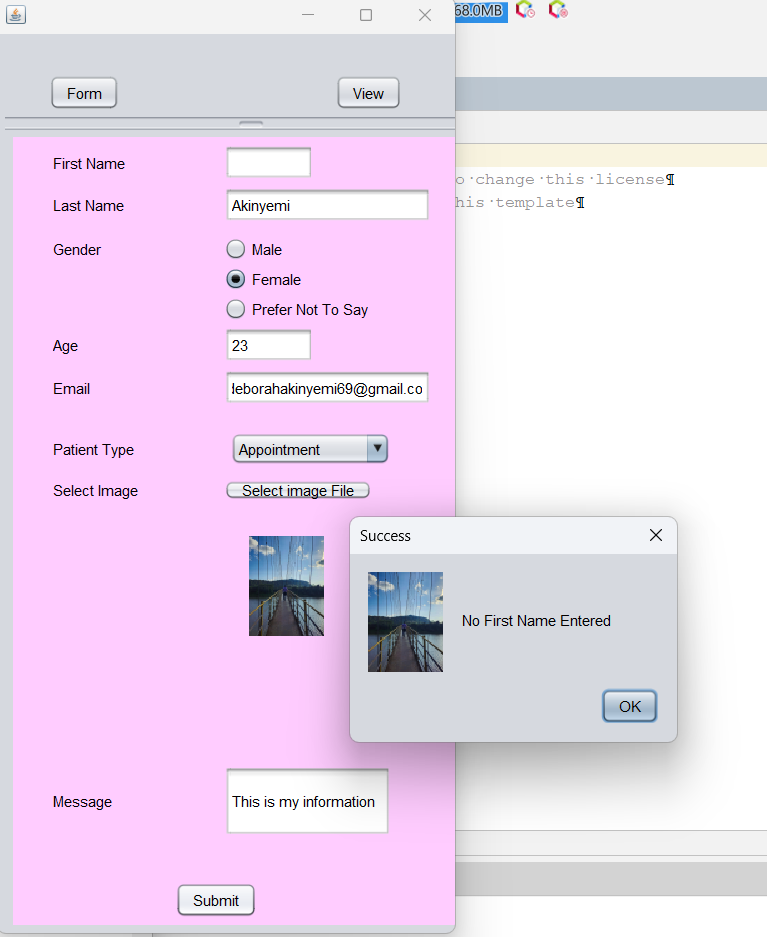 68.0MB
Form
View
First Name
o change this license¶
his template¶
Last Name
Akinyemi
Gender
Male
Female
Prefer Not To Say
Age
23
Email
deborahakinyemi69@gmail.co
Patient Type
Appointment
Select Image
Select image File
Success
No First Name Entered
OK
Message
This is my information
Submit